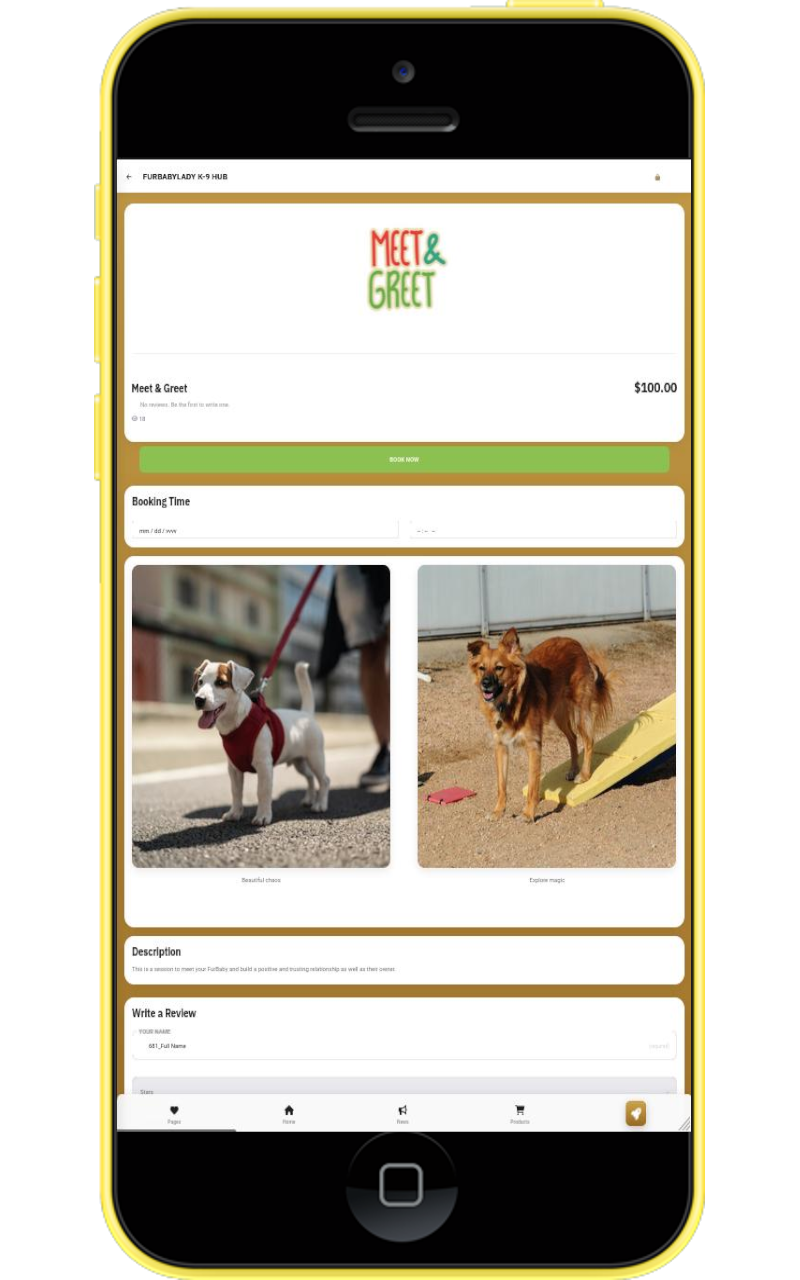 FURBABYLADY K-9 HUB
MEET&
GREET
Meet & Greet
$100.00
No reviews. Be the first to write one.
18
BOOK NOW
Booking Time
mm / dd / yyyy
-- : -- --
Beautiful chaos
Explore magic
Description
This is a session to meet your FurBaby and build a positive and trusting relationship as well as their owner.
Write a Review
YOUR NAME
6E1_Full Name
required
Stars
Pages
Home
News
Products